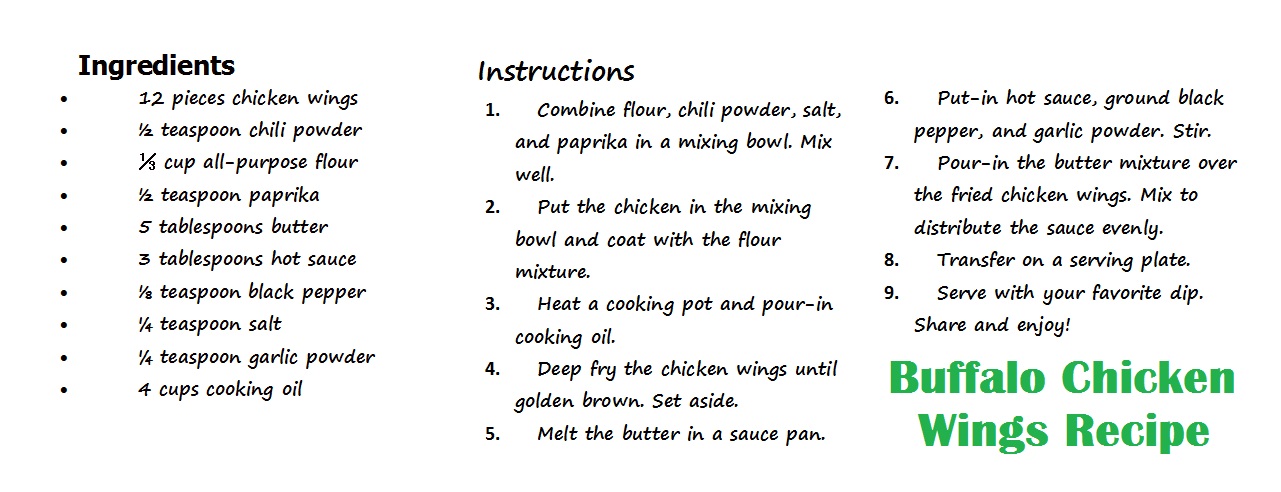 Ingredients
• 12 pieces chicken wings
• ½ teaspoon chili powder
• ⅓ cup all-purpose flour
• ½ teaspoon paprika
• 5 tablespoons butter
• 3 tablespoons hot sauce
• ⅛ teaspoon black pepper
• ¼ teaspoon salt
• ¼ teaspoon garlic powder
• 4 cups cooking oil
Instructions
1. Combine flour, chili powder, salt,
and paprika in a mixing bowl. Mix
well.
2. Put the chicken in the mixing
bowl and coat with the flour
mixture.
3. Heat a cooking pot and pour-in
cooking oil.
4. Deep fry the chicken wings until
golden brown. Set aside.
5. Melt the butter in a sauce pan.
6. Put-in hot sauce, ground black
pepper, and garlic powder. Stir.
7. Pour-in the butter mixture over
the fried chicken wings. Mix to
distribute the sauce evenly.
8. Transfer on a serving plate.
9. Serve with your favorite dip.
Share and enjoy!
Buffalo Chicken
Wings Recipe